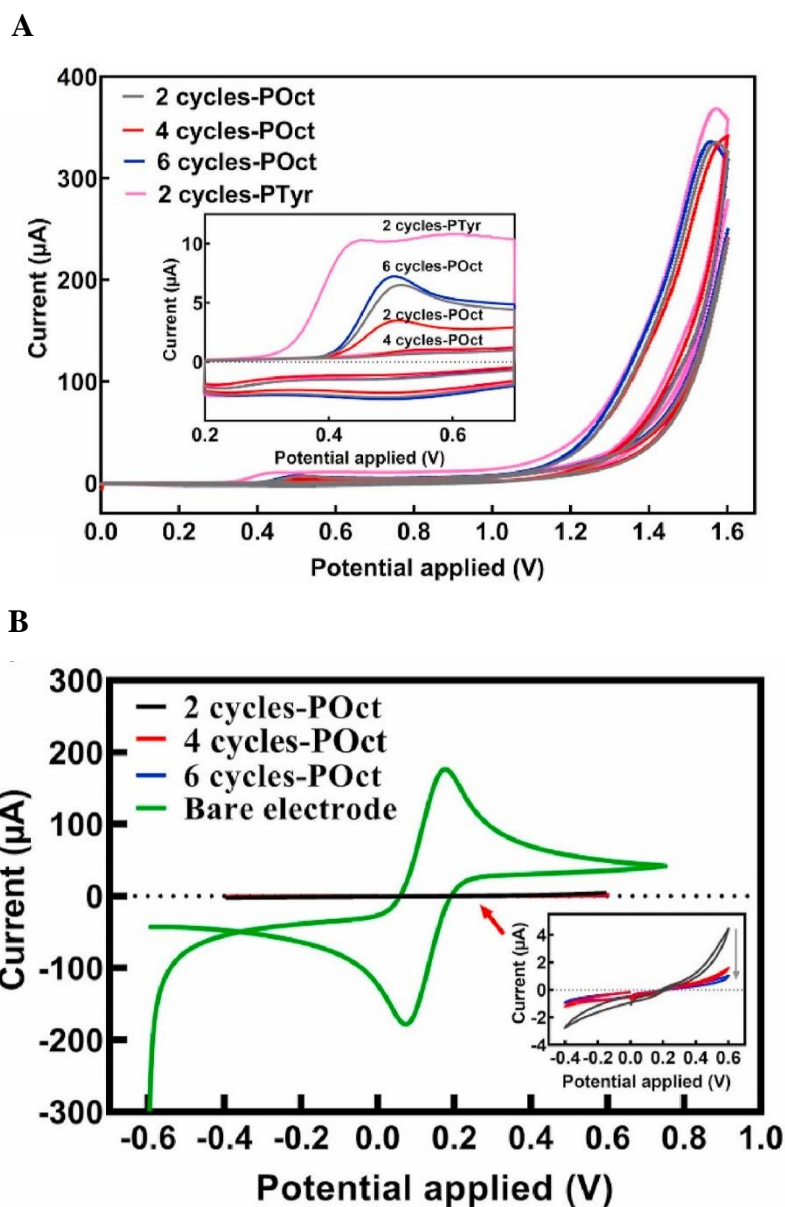 A
400
300
200
100
0
Current (µA)
2 cycles-POct
4 cycles-POct
6 cycles-POct
2 cycles-PTyr
10
5
0
Current (µA)
2 cycles-PTyr
6 cycles-POct
2 cycles-POct
4 cycles-POct
0.2 0.4 0.6
Potential applied (V)
0.0 0.2 0.4 0.6 0.8 1.0 1.2 1.4 1.6
Potential applied (V)
B
300
200
100
0
-100
-200
-300
Current (µA)
2 cycles-POct
4 cycles-POct
6 cycles-POct
Bare electrode
4
2
0
-2
-4
Current (µA)
-0.4 -0.2 0.0 0.2 0.4 0.6
Potential applied (V)
-0.6 -0.4 -0.2 0.0 0.2 0.4 0.6 0.8 1.0
Potential applied (V)